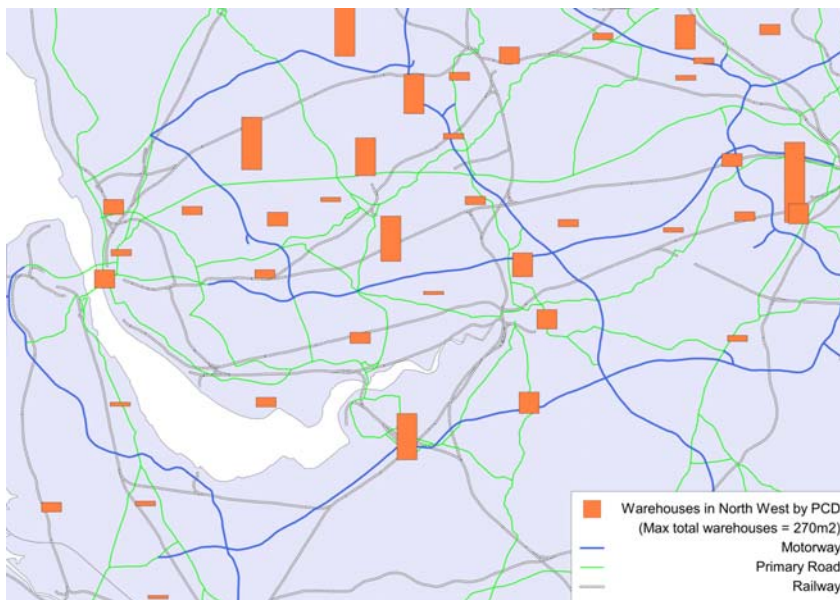 Warehouses in North West by PCD
(Max total warehouses = 270m2)
Motorway
Primary Road
Railway